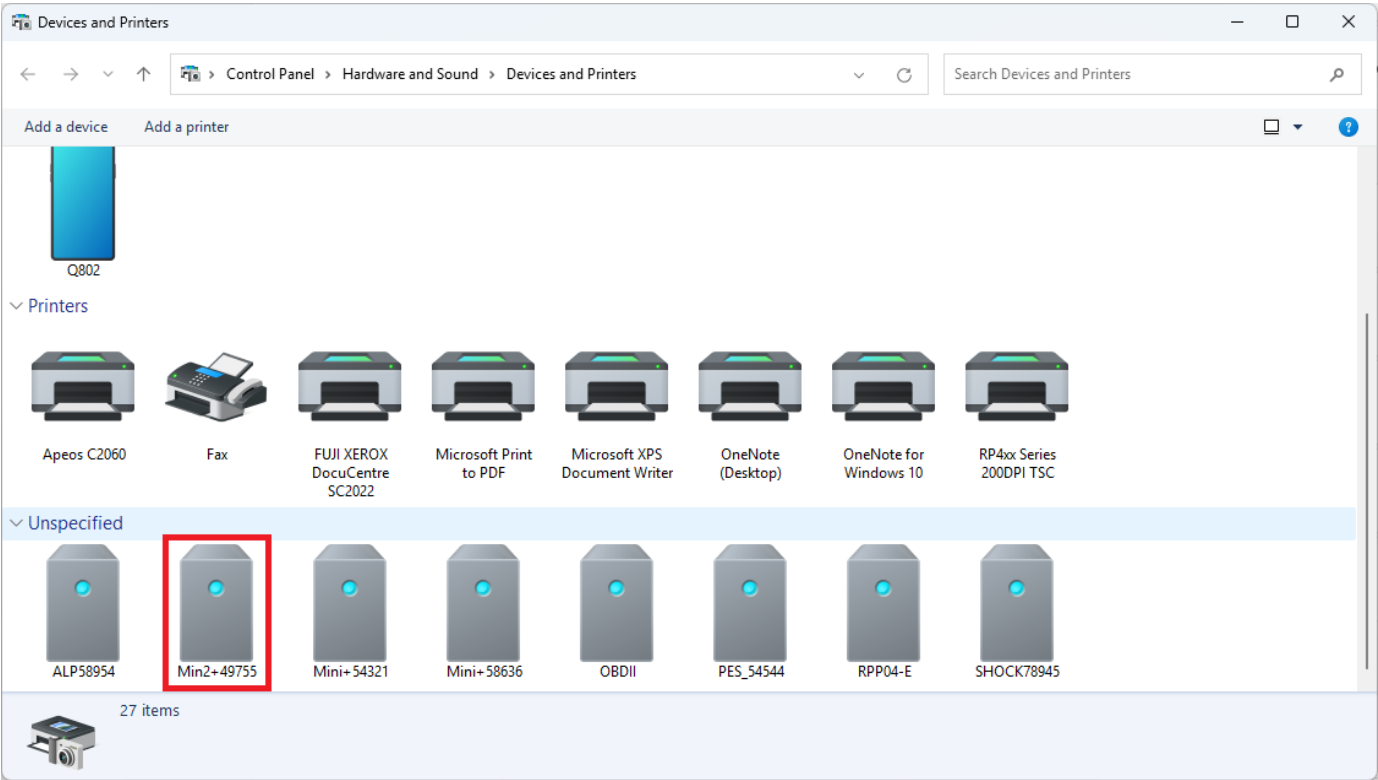 Devices and Printers
Control Panel > Hardware and Sound > Devices and Printers
Search Devices and Printers
Add a device Add a printer
?
Q802
Printers
Apeos C2060
Fax
FUJI XEROX
DocuCentre
SC2022
Microsoft Print
to PDF
Microsoft XPS
Document Writer
OneNote
(Desktop)
OneNote for
Windows 10
RP4xx Series
200DPI TSC
Unspecified
ALP58954
Min2+49755
Mini+54321
Mini+58636
OBDII
PES_54544
RPP04-E
SHOCK78945
27 items